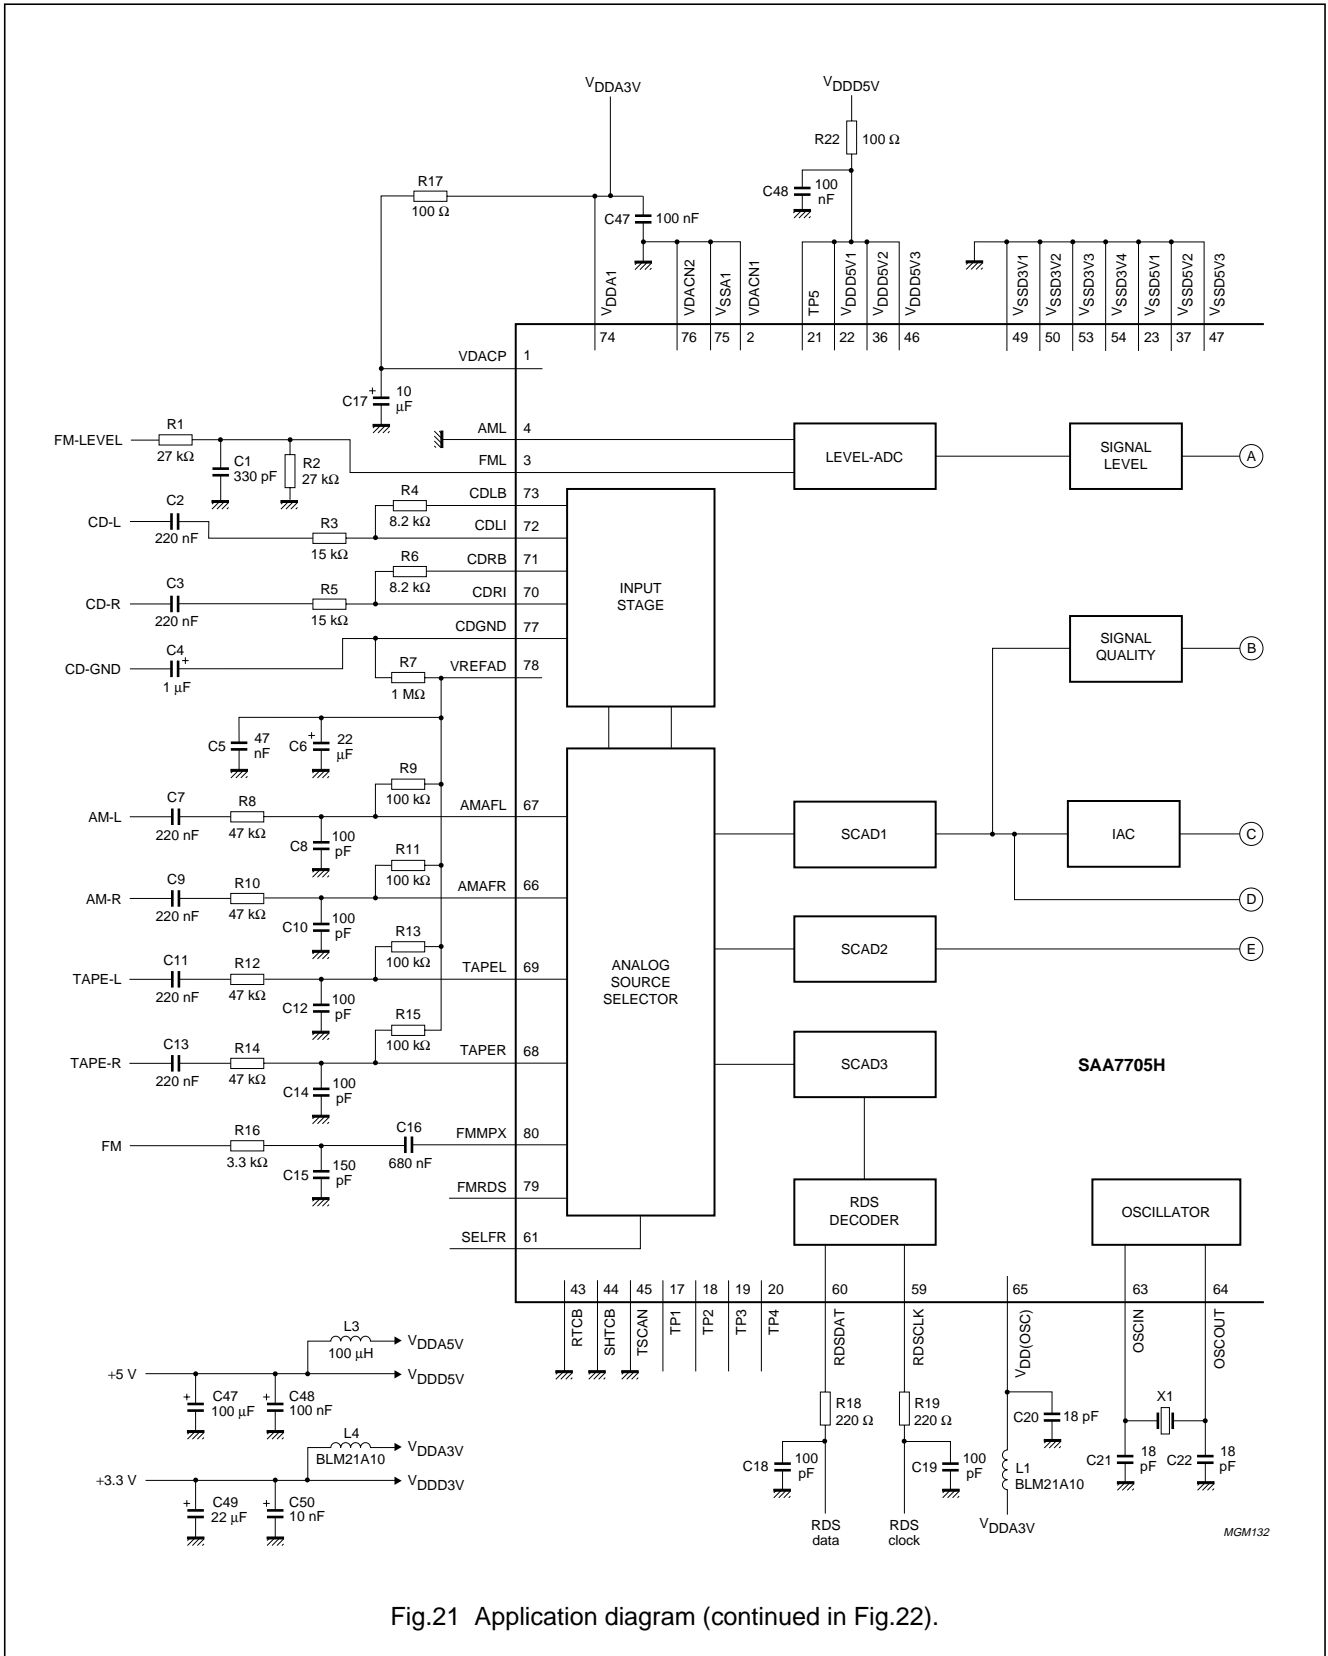 VDDA3V
VDDD5V
R22 100 Ω
C48 100 nF
R17
100 Ω
C47 100 nF
VDDA1
VDACN2
VSSA1
VDACN1
TP5
VDDD5V1
VDDD5V2
VDDD5V3
VSSD3V1
VSSD3V2
VSSD3V3
VSSD3V4
VSSD5V1
VSSD5V2
VSSD5V3
74 76 75 2 21 22 36 46 49 50 53 54 23 37 47
VDACP 1
C17 + 10 μF
FM-LEVEL
R1
27 kΩ
C1
330 pF
R2
27 kΩ
AML 4
FML 3
LEVEL-ADC
SIGNAL
LEVEL
A
CD-L
C2
220 nF
R3
15 kΩ
R4
8.2 kΩ
CDLB 73
CDLI 72
CD-R
C3
220 nF
R5
15 kΩ
R6
8.2 kΩ
CDRB 71
CDRI 70
INPUT
STAGE
CD-GND
C4
+
1 μF
R7
1 MΩ
CDGND 77
VREFAD 78
SIGNAL
QUALITY
B
C5 47 nF
C6 + 22 μF
AM-L
C7
220 nF
R8
47 kΩ
C8 100 pF
R9
100 kΩ
AMAFL 67
AM-R
C9
220 nF
R10
47 kΩ
C10 100 pF
R11
100 kΩ
AMAFR 66
TAPE-L
C11
220 nF
R12
47 kΩ
C12 100 pF
R13
100 kΩ
TAPEL 69
TAPE-R
C13
220 nF
R14
47 kΩ
C14 100 pF
R15
100 kΩ
TAPER 68
FM
R16
3.3 kΩ
C15 150 pF
C16
680 nF
FMMPX 80
FMRDS 79
SELFR 61
ANALOG
SOURCE
SELECTOR
SCAD1
IAC
C
D
SCAD2
E
SCAD3
SAA7705H
RDS
DECODER
OSCILLATOR
43 44 45 17 18 19 20 60 59 65 63 64
RTCB
SHTCB
TSCAN
TP1
TP2
TP3
TP4
RDSDAT
RDSCLK
VDD(OSC)
OSCIN
OSCOUT
R18
220 Ω
C18 100 pF
RDS
data
R19
220 Ω
C19 100 pF
RDS
clock
C20 18 pF
L1
BLM21A10
VDDA3V
X1
C21 18 pF
C22 18 pF
L3
100 μH
VDDA5V
+5 V
VDDD5V
+ C47
100 μF
+ C48
100 nF
L4
BLM21A10
VDDA3V
+3.3 V
VDDD3V
+ C49
22 μF
+ C50
10 nF
MGM132
Fig.21 Application diagram (continued in Fig.22).